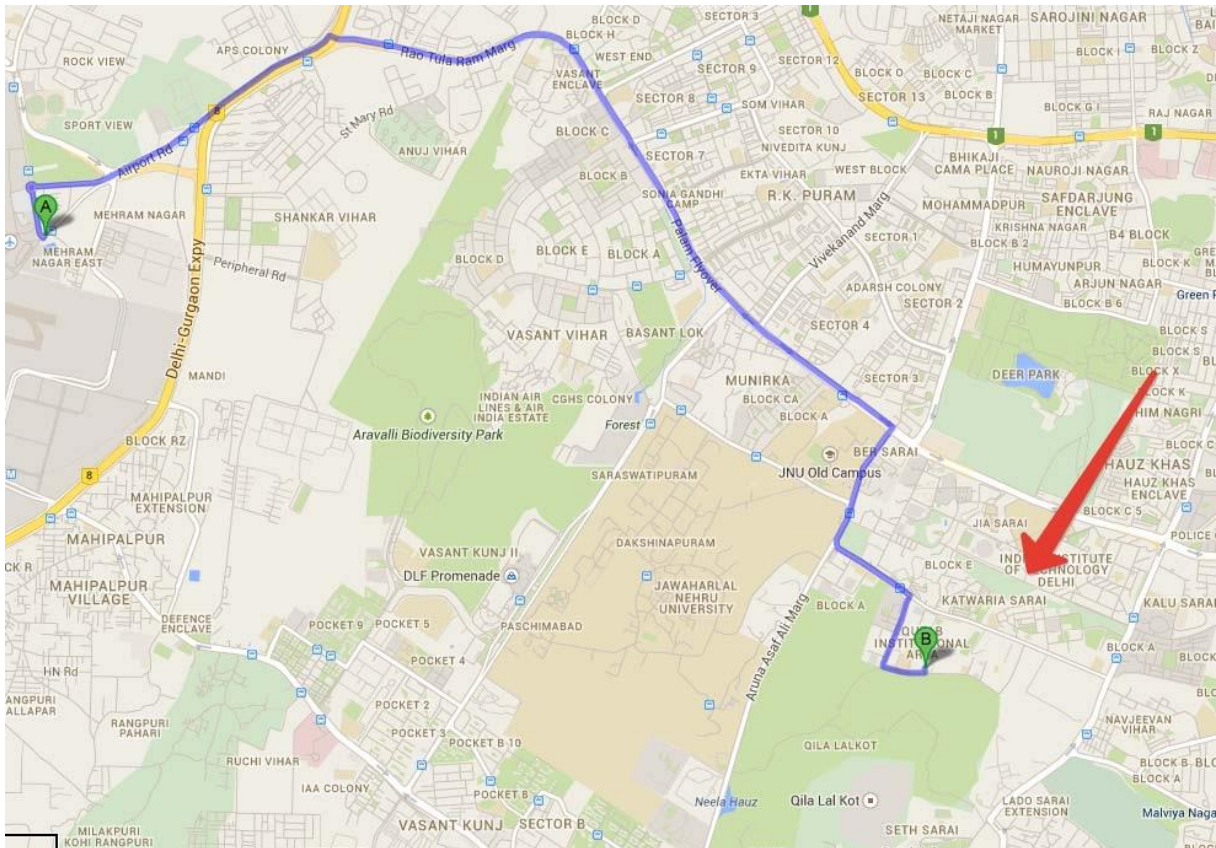 BLOCK D
SECTOR 3
1
NETAJI NAGAR
MARKET
SAROJINI NAGAR
APS COLONY
BLOCK H
WEST END
ROCK VIEW
Rao Tula Ram Marg
SECTOR 9
SECTOR 12
BLOCK I
BLOCK Z
BLOCK O
BLOCK C
VASANT
ENCLAVE
SECTOR 8
SECTOR 13
BLOCK B
BLOCK G I
SOM VIHAR
RAJ NAGAR
8
SPORT VIEW
St Mary Rd
BLOCK C
SECTOR 10
NIVEDITA KUNJ
1
1
ANUJ VIHAR
SECTOR 7
BHIKAJI
CAMA PLACE
NAUROJI NAGAR
Airport Rd
BLOCK B
EKTA VIHAR
WEST BLOCK
SONIA GANDHI
CAMP
R.K. PURAM
SAFDARJUNG
ENCLAVE
A
MEHRAM NAGAR
SHANKAR VIHAR
MOHAMMADPUR
Vivekanand Marg
KRISHNA NAGAR
B4 BLOCK
MEHRAM
NAGAR EAST
BLOCK E
BLOCK A
SECTOR 1
BLOCK B 2
BLOCK D
Palam Flyover
Peripheral Rd
HUMAYUNPUR
BLOCK K
ARJUN NAGAR
ADARSH COLONY
SECTOR 2
BLOCK B 6
Delhi-Gurgaon Expy
VASANT VIHAR
BASANT LOK
SECTOR 4
BLOCK S
BLOCK X
MANDI
MUNIRKA
SECTOR 3
DEER PARK
BLOCK K
INDIAN AIR
LINES & AIR
INDIA ESTATE
CGHS COLONY
BLOCK CA
BLOCK A
Forest
Aravalli Biodiversity Park
BLOCK RZ
BER SARAI
JNU Old Campus
HAUZ KHAS
8
SARASWATIPURAM
HAUZ KHAS
ENCLAVE
MAHIPALPUR
EXTENSION
BLOCK C 5
JIA SARAI
MAHIPALPUR
DAKSHINAPURAM
VASANT KUNJ II
BLOCK E
DLF Promenade
MAHIPALPUR
VILLAGE
JAWAHARLAL
NEHRU
UNIVERSITY
KATWARIA SARAI
BLOCK A
DEFENCE
ENCLAVE
POCKET 9
POCKET 5
PASCHIMABAD
Aruna Asaf Ali Marg
B
BLOCK A
POCKET 4
HN Rd
POCKET 2
RANGPURI
PAHARI
POCKET 3
POCKET B 10
NAVJEEVAN
VIHAR
RUCHI VIHAR
QILA LALKOT
IAA COLONY
POCKET B
BLOCK A
Neela Hauz
Qila Lal Kot
LADO SARAI
EXTENSION
VASANT KUNJ
SECTOR B
SETH SARAI
MILAKPURI
KOHI RANGPURI